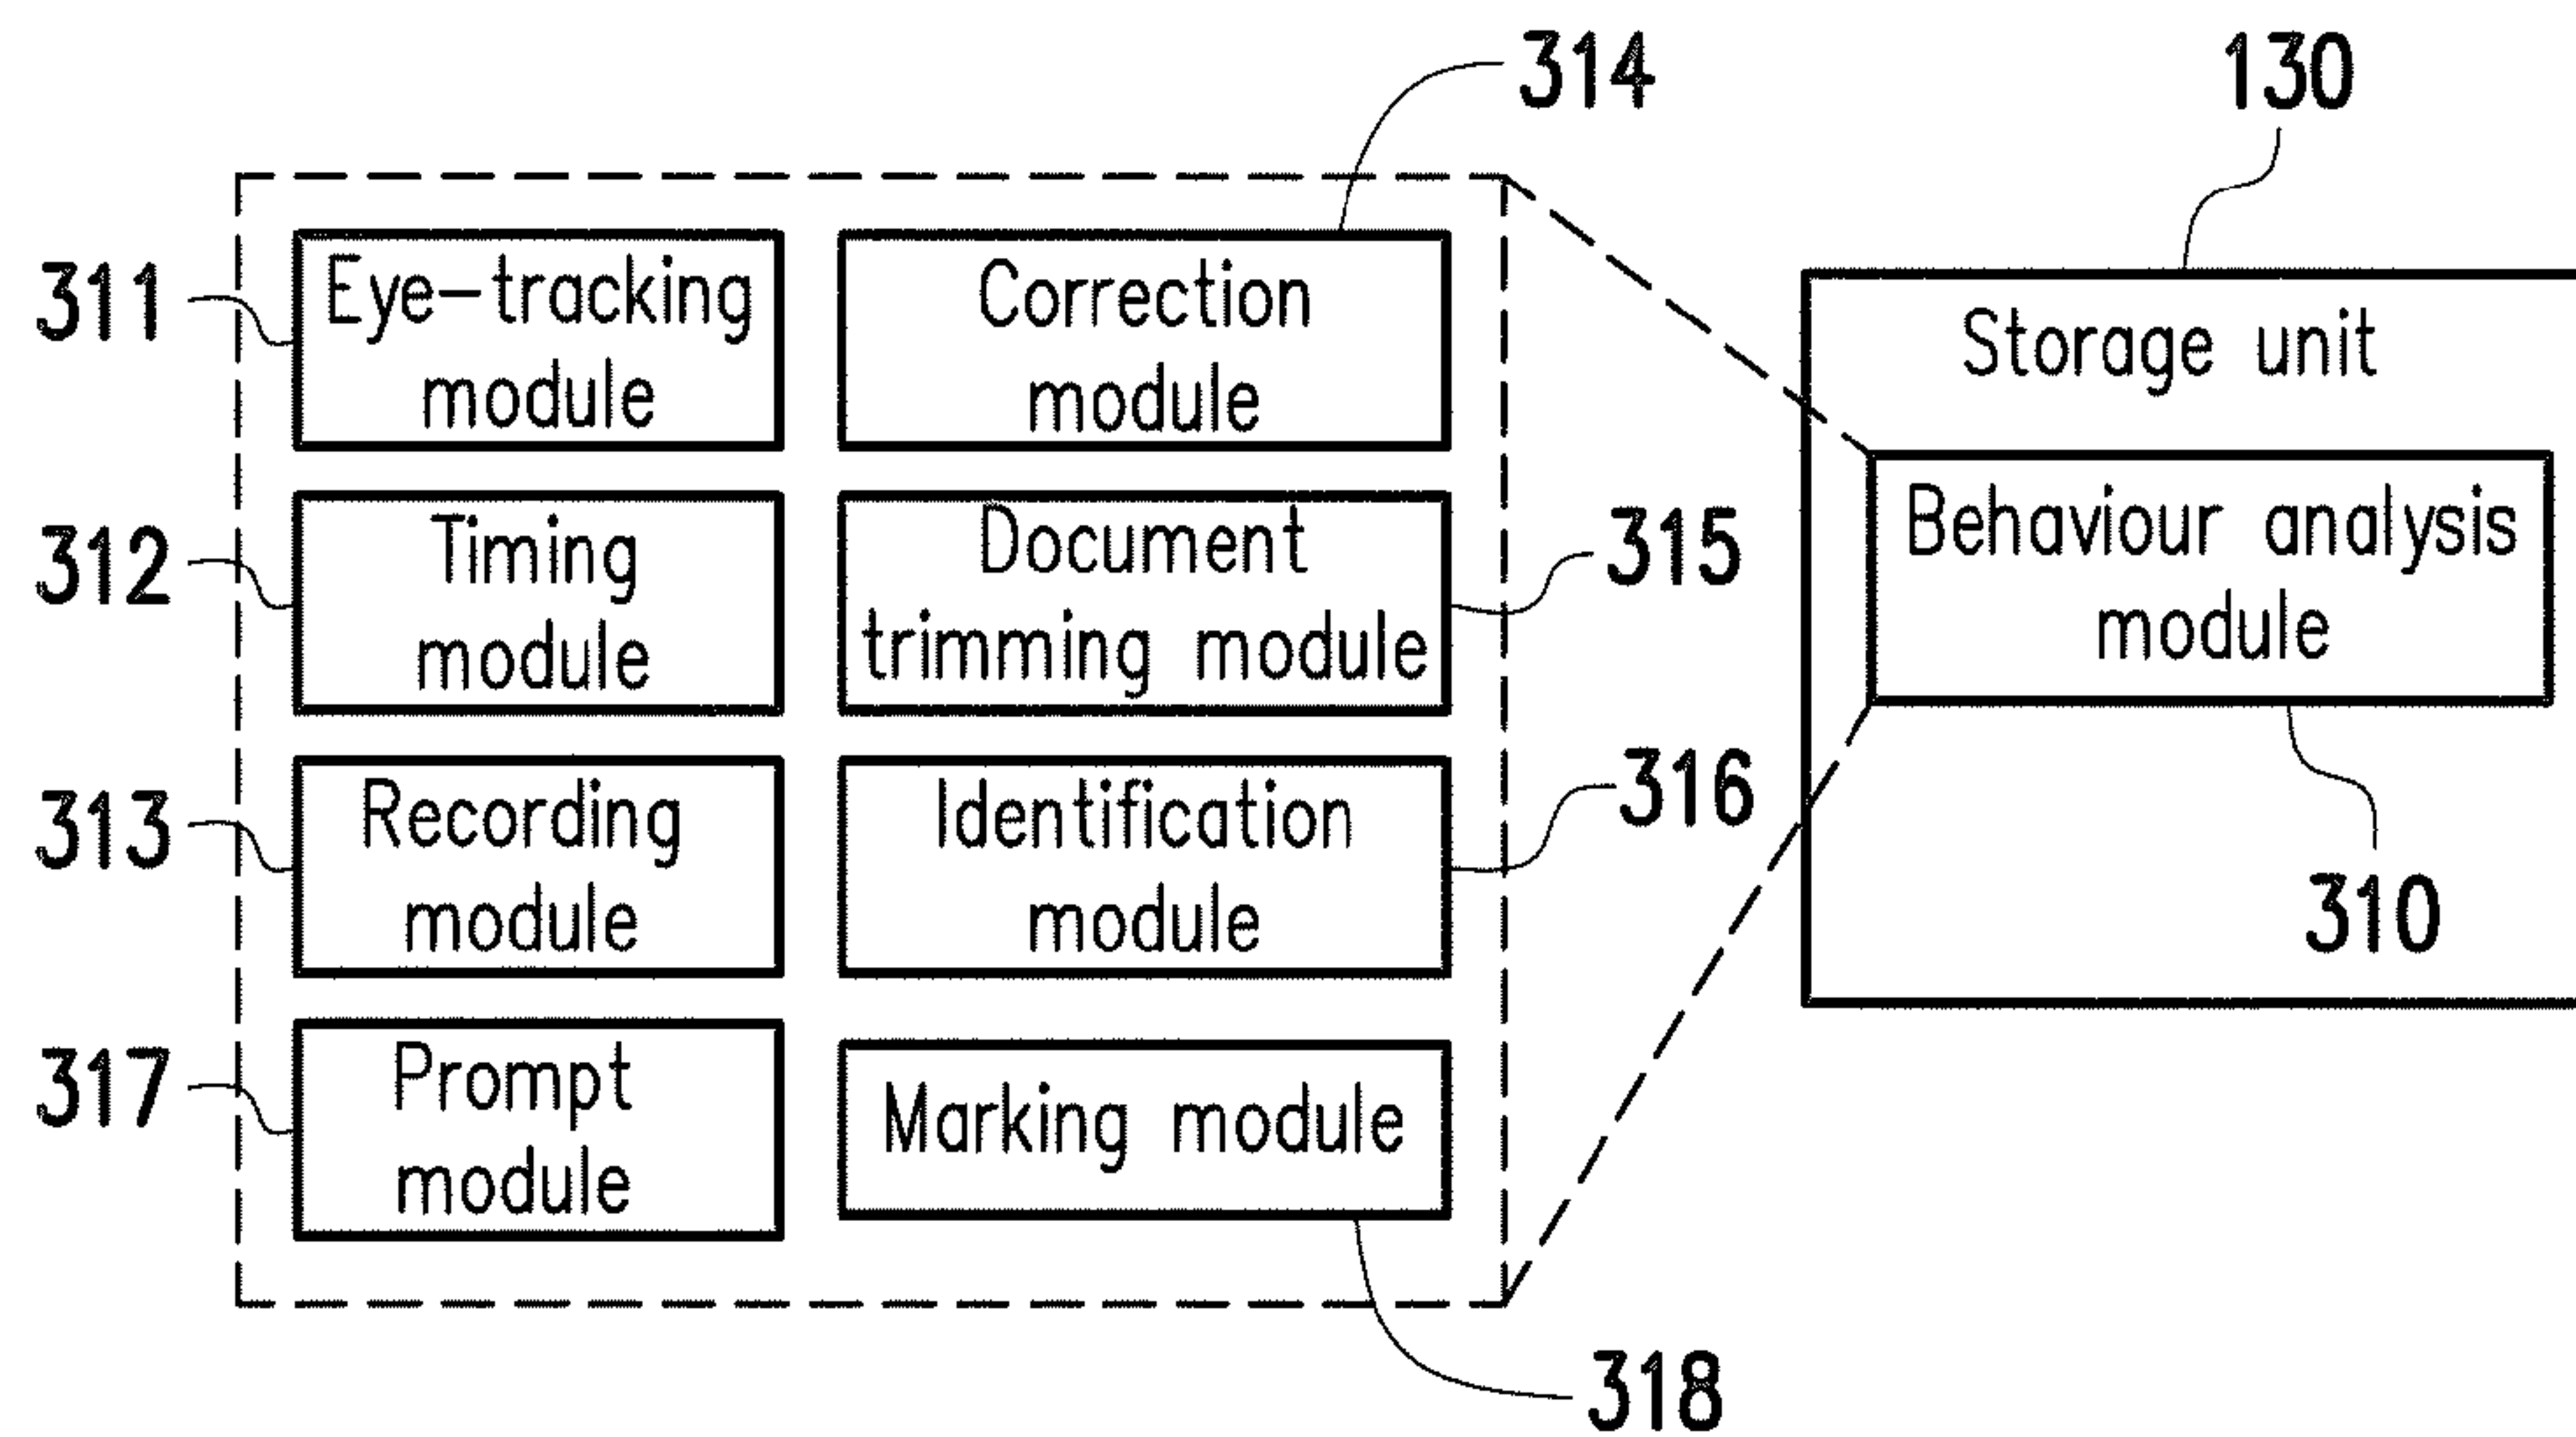 314
130
311
Eye-tracking
module
Correction
module
Storage unit
312
Timing
module
Document
trimming module
315
Behaviour analysis
module
313
Recording
module
Identification
module
316
310
317
Prompt
module
Marking module
318